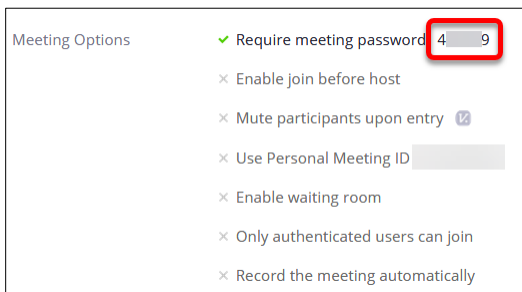 Meeting Options
Require meeting password 4 9
Enable join before host
Mute participants upon entry
Use Personal Meeting ID
Enable waiting room
Only authenticated users can join
Record the meeting automatically